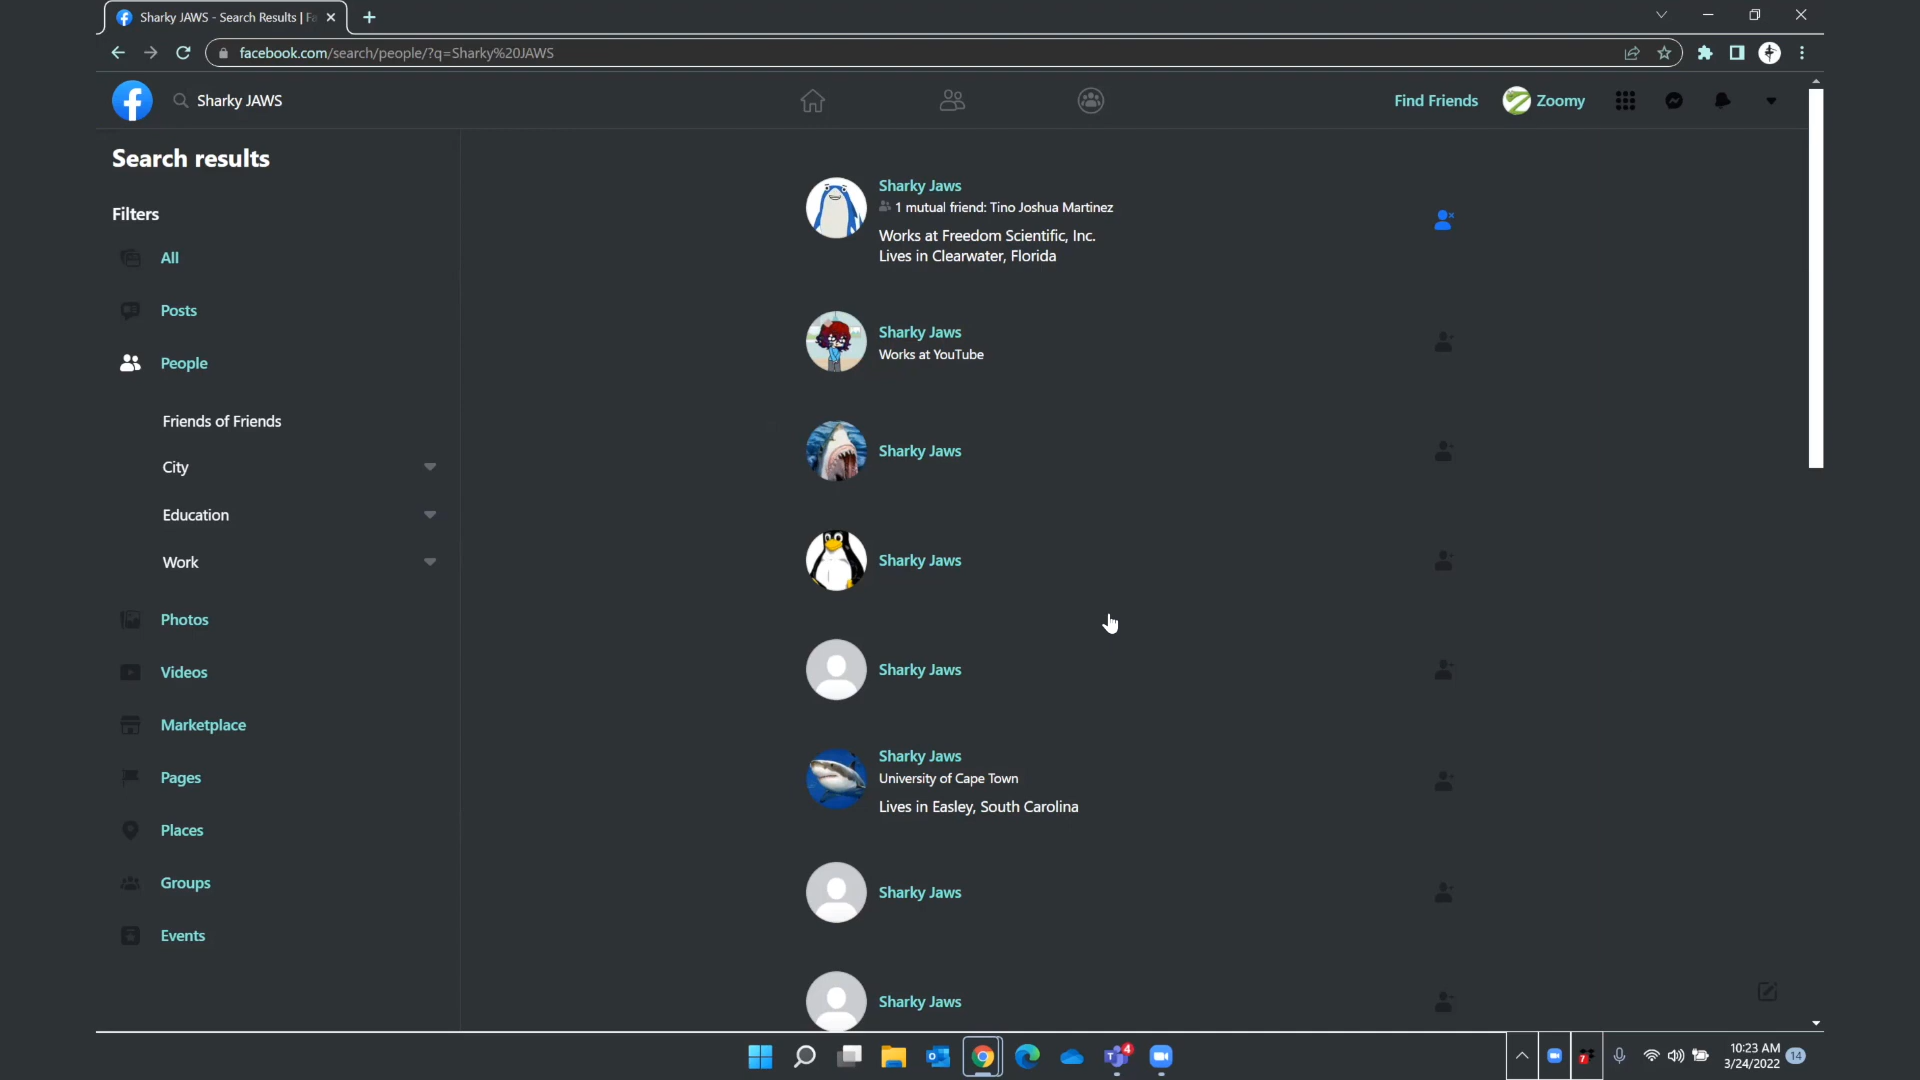 Sharky JAWS - Search Results | Fa
facebook.com/search/people/?q=Sharky%20JAWS
Sharky JAWS
Find Friends
Zoomy
Search results
Filters
All
Posts
People
Friends of Friends
City
Education
Work
Photos
Videos
Marketplace
Pages
Places
Groups
Events
Sharky Jaws
1 mutual friend: Tino Joshua Martinez
Works at Freedom Scientific, Inc.
Lives in Clearwater, Florida
Sharky Jaws
Works at YouTube
Sharky Jaws
Sharky Jaws
Sharky Jaws
Sharky Jaws
University of Cape Town
Lives in Easley, South Carolina
Sharky Jaws
Sharky Jaws
4
7
10:23 AM
3/24/2022
14